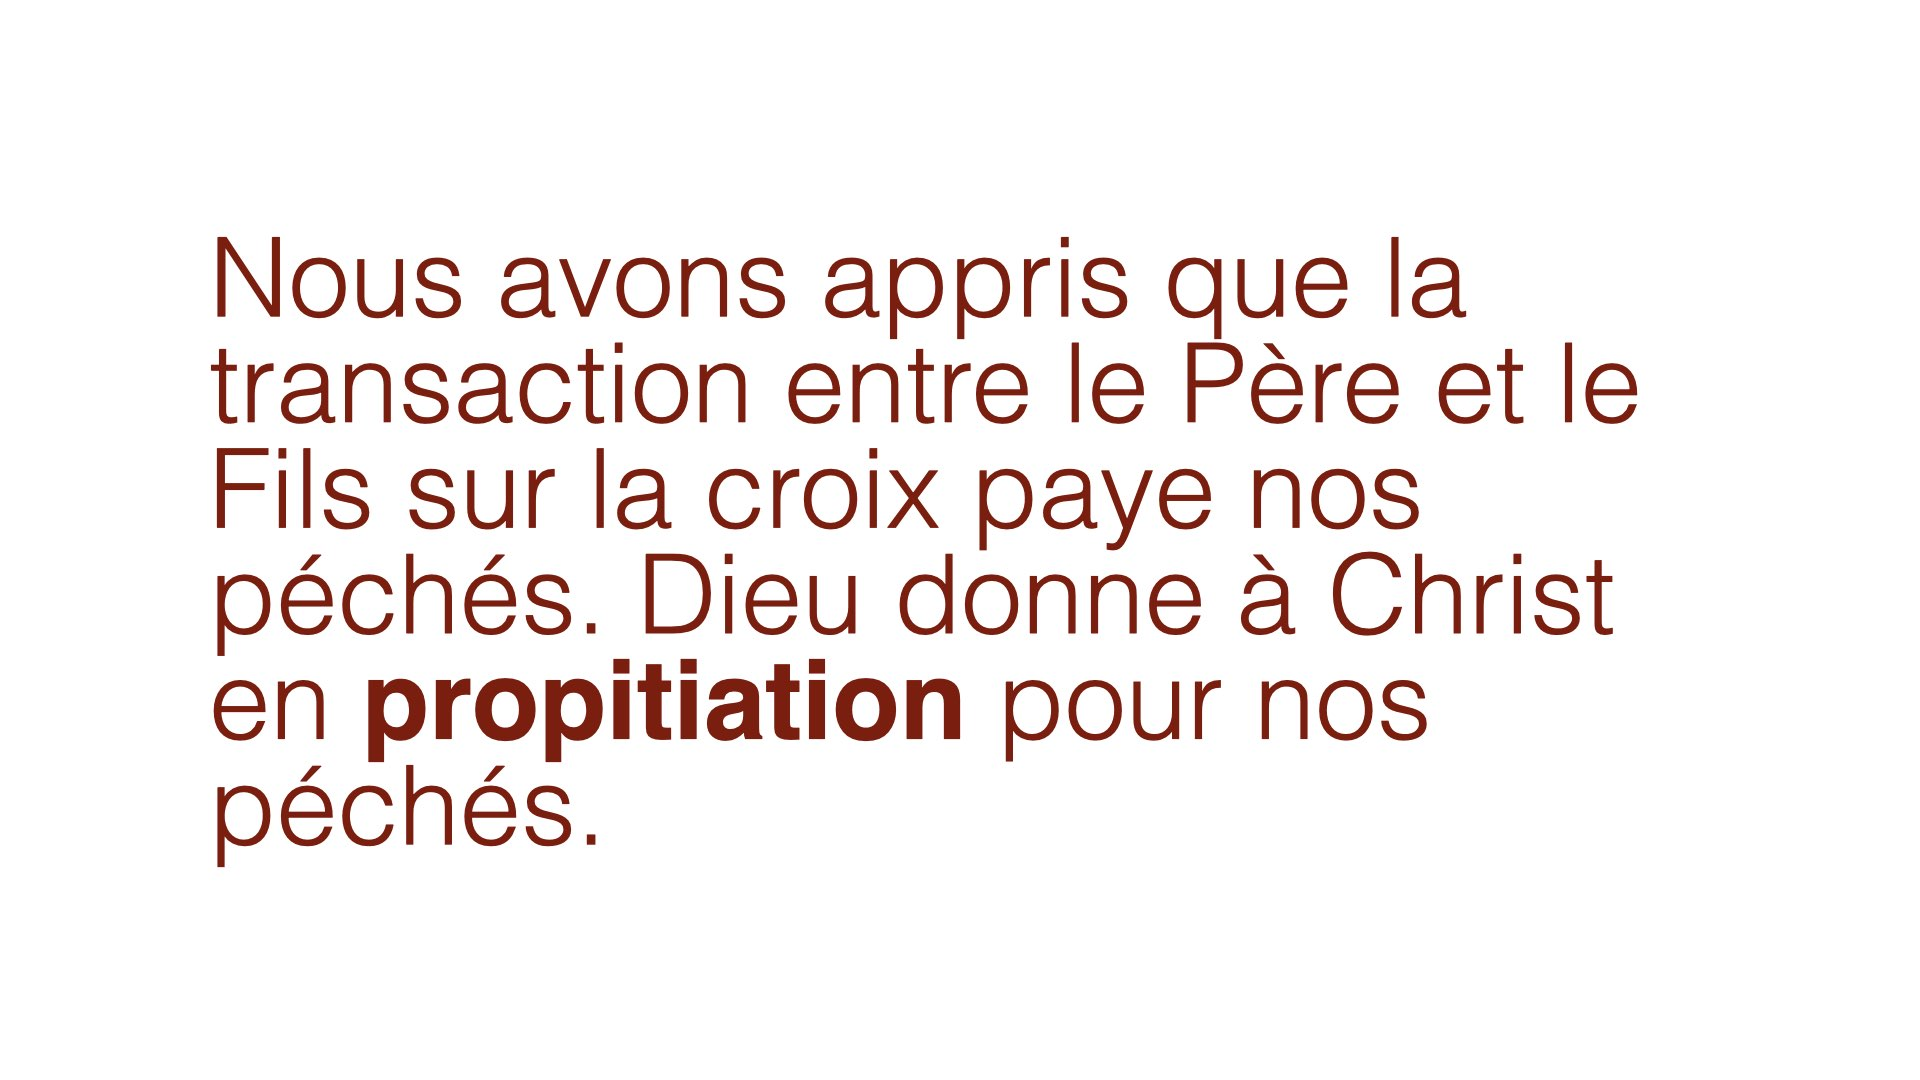 Nous avons appris que la
transaction entre le Père et le
Fils sur la croix paye nos
péchés. Dieu donne à Christ
en propitiation pour nos
péchés.